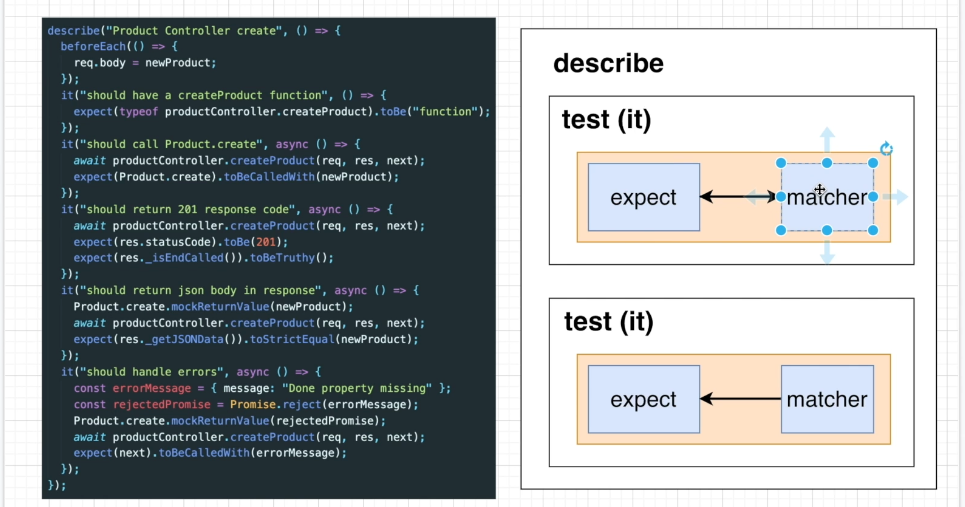 describe("Product Controller create", () => {
beforeEach(() => {
req.body = newProduct;
});
it("should have a createProduct function", () => {
expect(typeof productController.createProduct).toBe("function");
});
it("should call Product.create", async () => {
await productController.createProduct(req, res, next);
expect(Product.create).toBeCalledWith(newProduct);
});
it("should return 201 response code", async () => {
await productController.createProduct(req, res, next);
expect(res.statusCode).toBe(201);
expect(res._isEndCalled()).toBeTruthy();
});
it("should return json body in response", async () => {
Product.create.mockReturnValue(newProduct);
await productController.createProduct(req, res, next);
expect(res._getJSONData()).toStrictEqual(newProduct);
});
it("should handle errors", async () => {
const errorMessage = { message: "Done property missing" };
const rejectedPromise = Promise.reject(errorMessage);
Product.create.mockReturnValue(rejectedPromise);
await productController.createProduct(req, res, next);
expect(next).toBeCalledWith(errorMessage);
});
});
describe
test (it)
expect
matcher
test (it)
expect
matcher